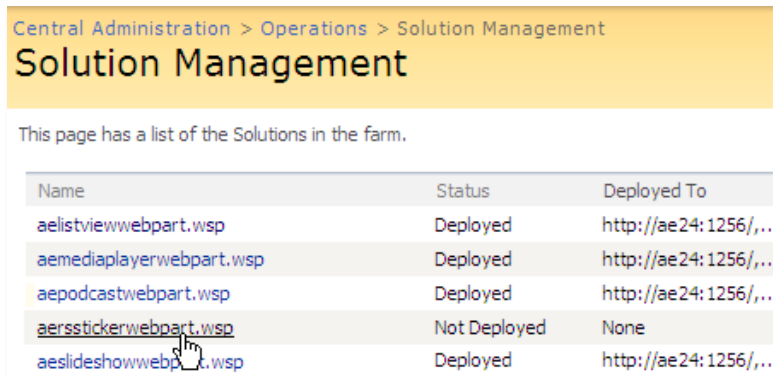 Central Administration > Operations > Solution Management
Solution Management
This page has a list of the Solutions in the farm.
Name Status Deployed To
aelistviewwebpart.wsp Deployed http://ae24:1256/,..
aemediaplayerwebpart.wsp Deployed http://ae24:1256/,..
aepodcastwebpart.wsp Deployed http://ae24:1256/,..
aersstickerwebpart.wsp Not Deployed None
aeslideshowwebpart.wsp Deployed http://ae24:1256/,..